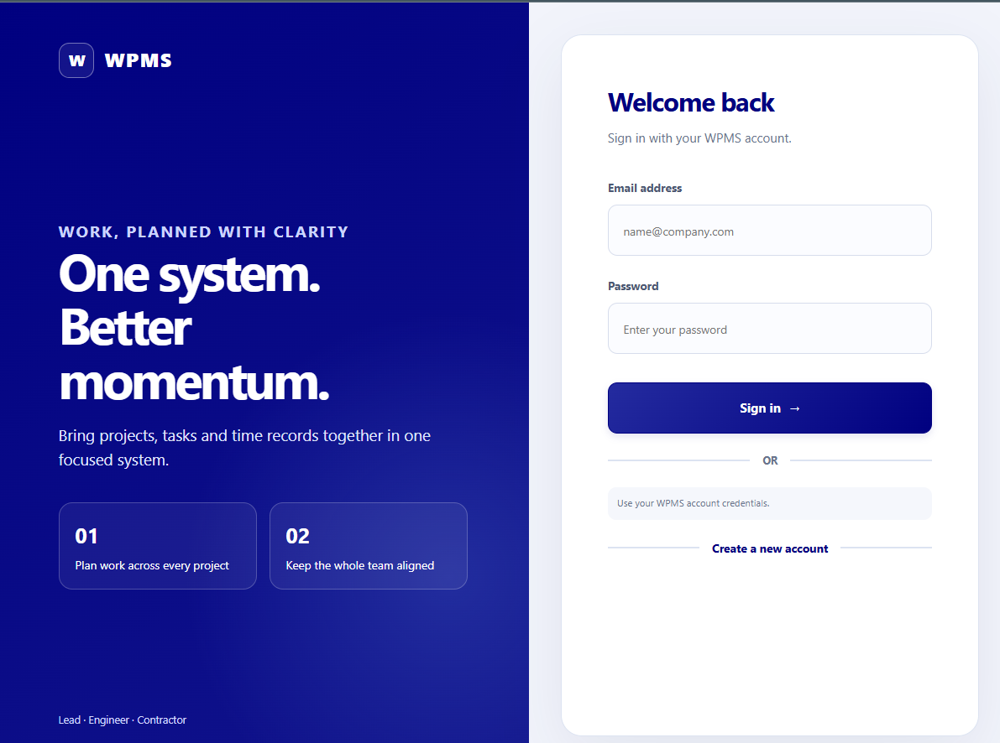 W WPMS
WORK, PLANNED WITH CLARITY
One system.
Better
momentum.
Bring projects, tasks and time records together in one
focused system.
01
Plan work across every project
02
Keep the whole team aligned
Lead · Engineer · Contractor
Welcome back
Sign in with your WPMS account.
Email address
name@company.com
Password
Enter your password
Sign in →
OR
Use your WPMS account credentials.
Create a new account